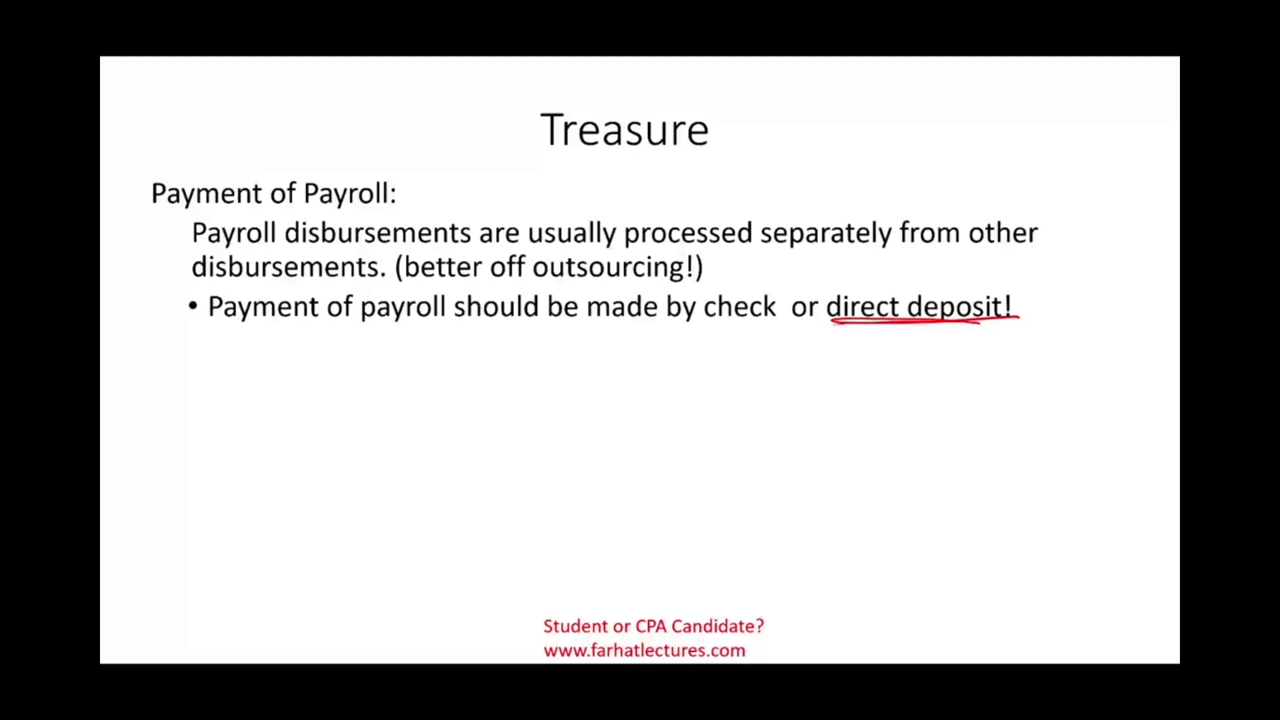 Treasure
Payment of Payroll:
Payroll disbursements are usually processed separately from other
disbursements. (better off outsourcing!)
• Payment of payroll should be made by check  or direct deposit!
Student or CPA Candidate?
www.farhatlectures.com